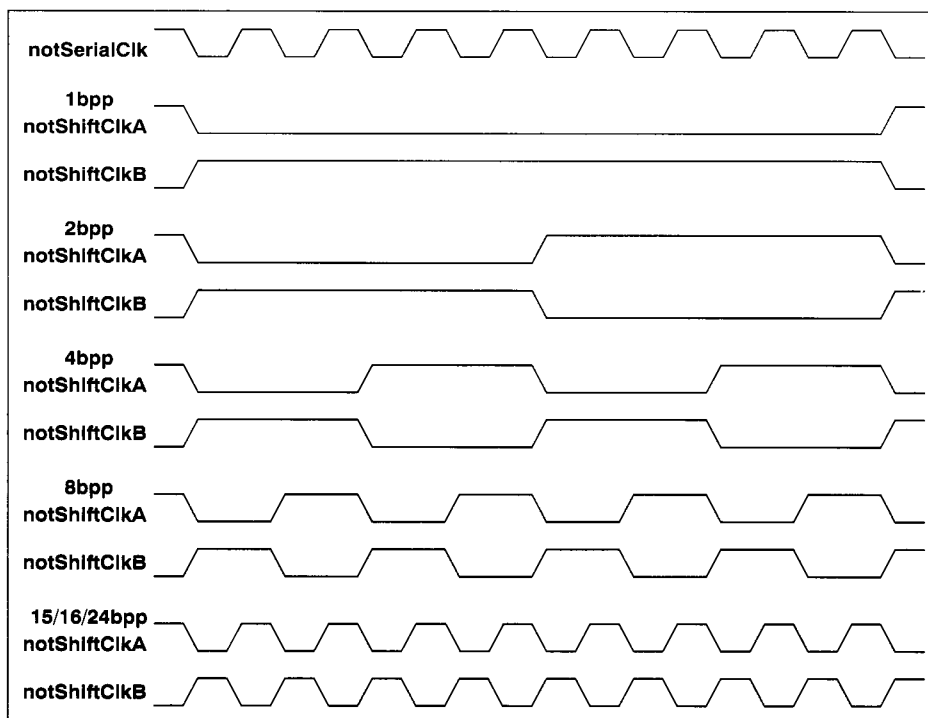 notSerialClk
1bpp
notShiftClkA
notShiftClkB
2bpp
notShiftClkA
notShiftClkB
4bpp
notShiftClkA
notShiftClkB
8bpp
notShiftClkA
notShiftClkB
15/16/24bpp
notShiftClkA
notShiftClkB